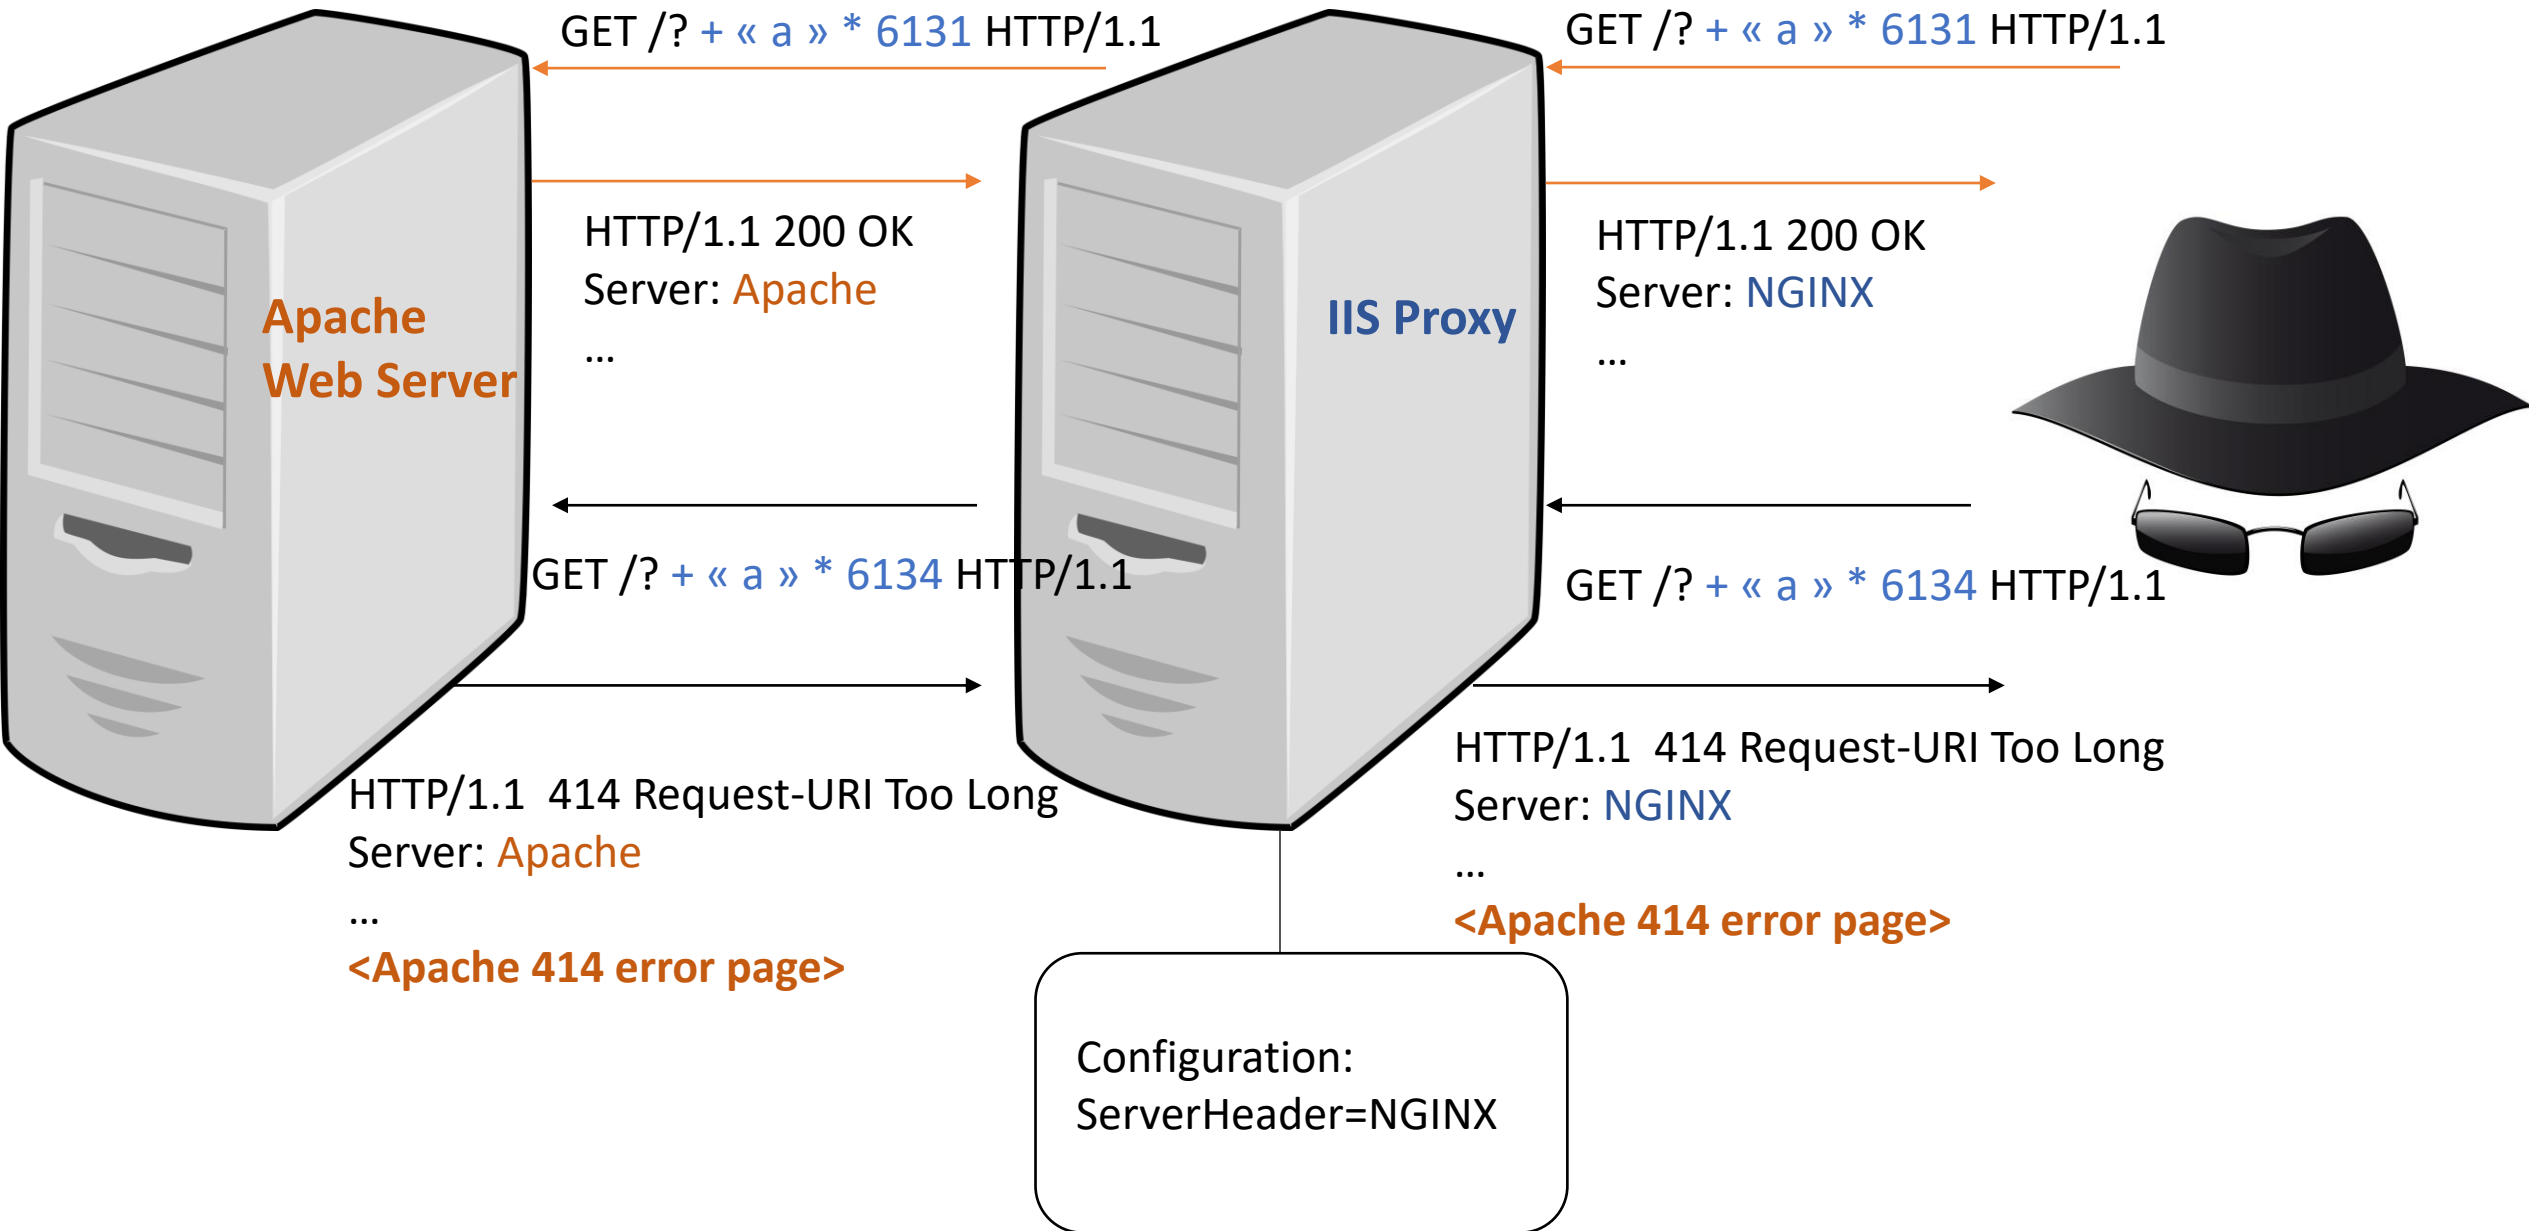 GET /? + « a » * 6131 HTTP/1.1
GET /? + « a » * 6131 HTTP/1.1
HTTP/1.1 200 OK
Server: Apache
...
HTTP/1.1 200 OK
Server: NGINX
...
Apache
Web Server
IIS Proxy
GET /? + « a » * 6134 HTTP/1.1
GET /? + « a » * 6134 HTTP/1.1
HTTP/1.1  414 Request-URI Too Long
Server: Apache
...
<Apache 414 error page>
HTTP/1.1  414 Request-URI Too Long
Server: NGINX
...
<Apache 414 error page>
Configuration:
ServerHeader=NGINX